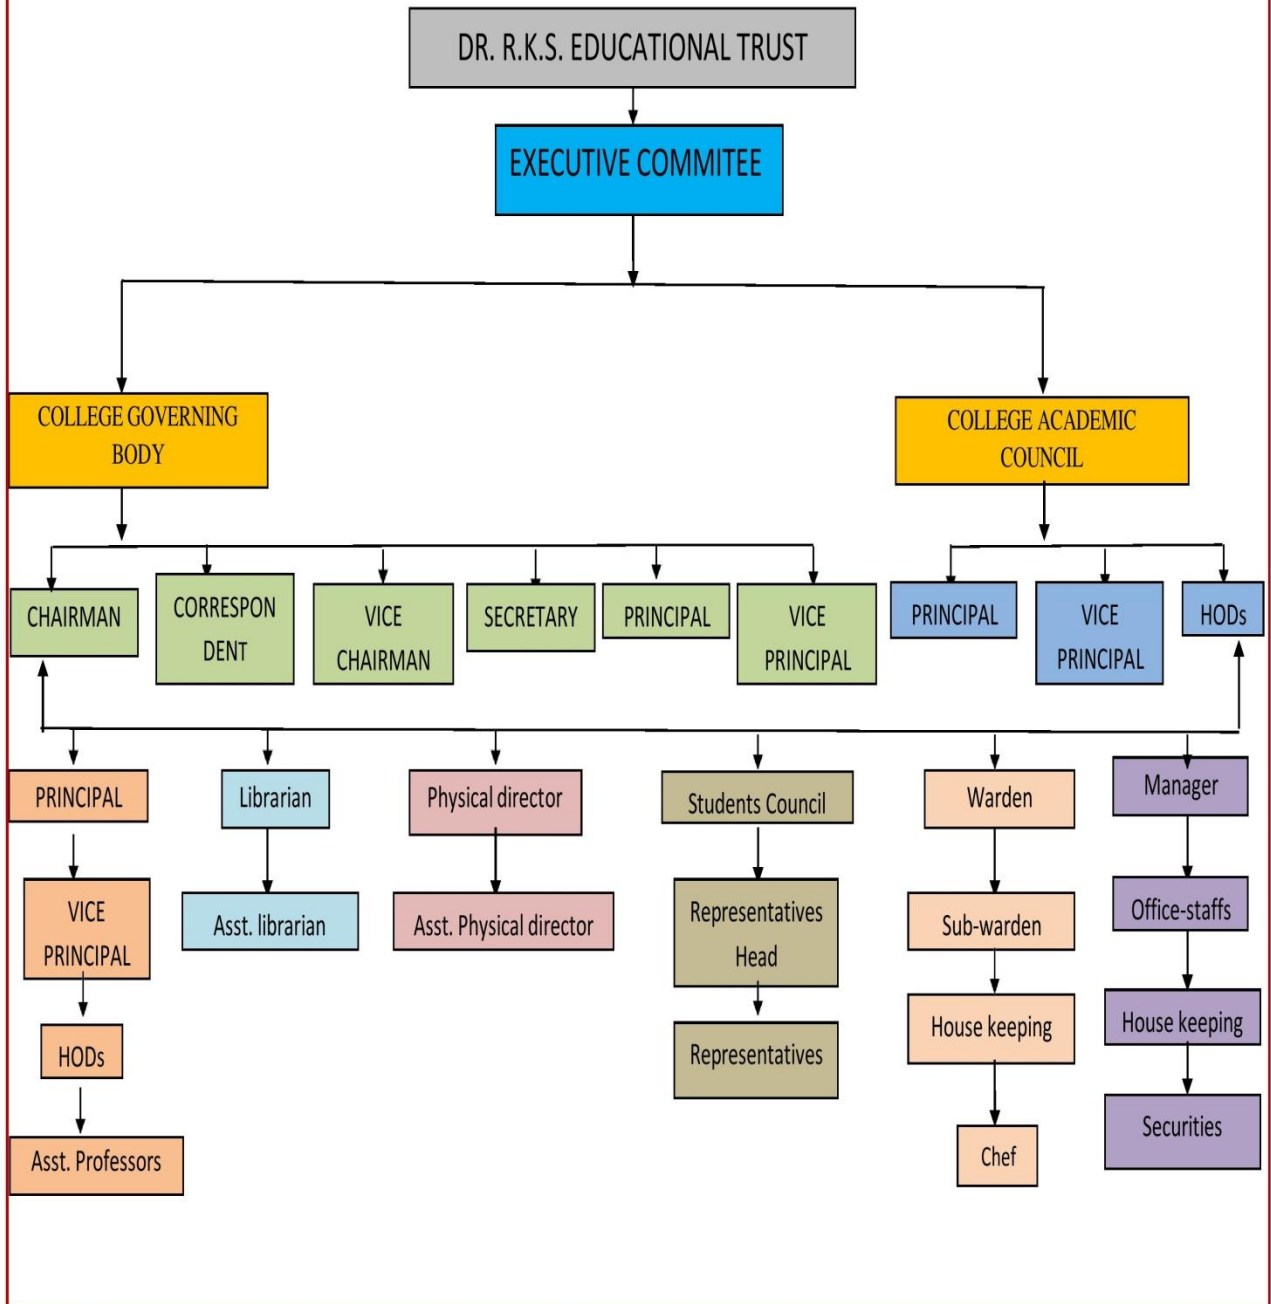 DR. R.K.S. EDUCATIONAL TRUST
EXECUTIVE COMMITEE
COLLEGE GOVERNING
BODY
COLLEGE ACADEMIC
COUNCIL
CHAIRMAN
CORRESPON
DENT
VICE
CHAIRMAN
SECRETARY
PRINCIPAL
VICE
PRINCIPAL
PRINCIPAL
VICE
PRINCIPAL
HODs
PRINCIPAL
Librarian
Physical director
Students Council
Warden
Manager
VICE
PRINCIPAL
Asst. librarian
Asst. Physical director
Representatives
Head
Sub-warden
Office-staffs
HODs
Representatives
House keeping
House keeping
Asst. Professors
Chef
Securities